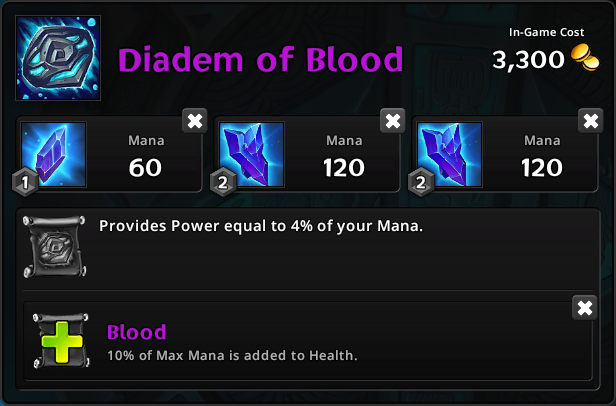 Diadem of Blood
In-Game Cost
3,300
Mana
60
1
Mana
120
2
Mana
120
2
Provides Power equal to 4% of your Mana.
Blood
10% of Max Mana is added to Health.